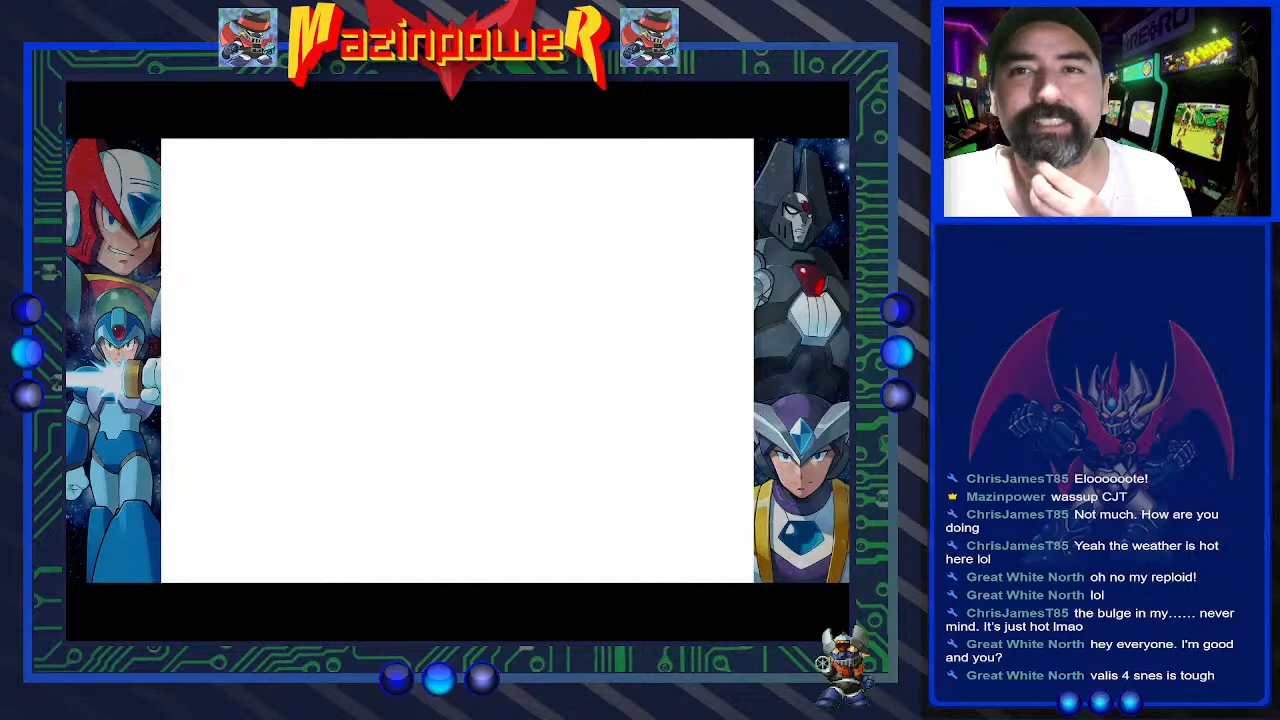 MazinpoweR
X-MEN
ChrisJamesT85 Eloooooote!
Mazinpower wassup CJT
ChrisJamesT85 Not much. How are you
doing
ChrisJamesT85 Yeah the weather is hot
here lol
Great White North oh no my reploid!
Great White North lol
ChrisJamesT85 the bulge in my…… never
mind. It's just hot lmao
Great White North hey everyone. I'm good
and you?
Great White North valis 4 snes is tough